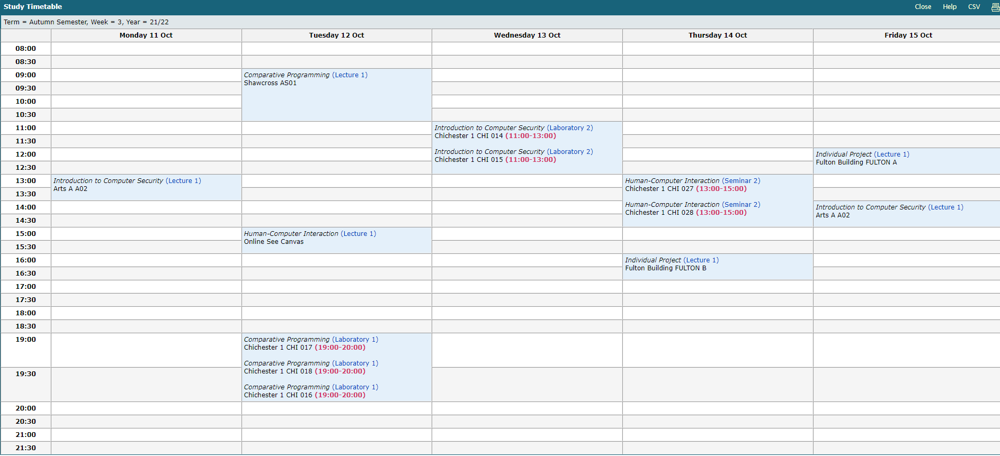 Study Timetable
Close Help CSV
Term = Autumn Semester, Week = 3, Year = 21/22
Monday 11 Oct Tuesday 12 Oct Wednesday 13 Oct Thursday 14 Oct Friday 15 Oct
08:00
08:30
09:00 Comparative Programming (Lecture 1)
Shawcross AS01
09:30
10:00
10:30
11:00 Introduction to Computer Security (Laboratory 2)
Chichester 1 CHI 014 (11:00-13:00)
11:30
Introduction to Computer Security (Laboratory 2)
Chichester 1 CHI 015 (11:00-13:00)
12:00 Individual Project (Lecture 1)
Fulton Building FULTON A
12:30
13:00 Introduction to Computer Security (Lecture 1)
Arts A A02
Human-Computer Interaction (Seminar 2)
Chichester 1 CHI 027 (13:00-15:00)
13:30
Human-Computer Interaction (Seminar 2)
Chichester 1 CHI 028 (13:00-15:00)
14:00 Introduction to Computer Security (Lecture 1)
Arts A A02
14:30
15:00 Human-Computer Interaction (Lecture 1)
Online See Canvas
15:30
16:00 Individual Project (Lecture 1)
Fulton Building FULTON B
16:30
17:00
17:30
18:00
18:30
19:00 Comparative Programming (Laboratory 1)
Chichester 1 CHI 017 (19:00-20:00)
Comparative Programming (Laboratory 1)
Chichester 1 CHI 018 (19:00-20:00)
19:30
Comparative Programming (Laboratory 1)
Chichester 1 CHI 016 (19:00-20:00)
20:00
20:30
21:00
21:30